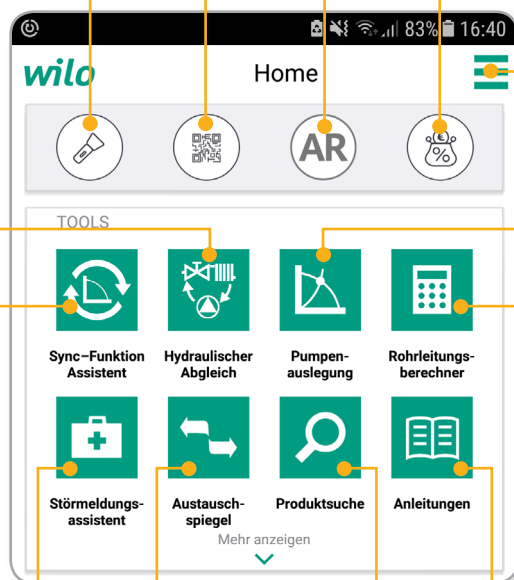 83% 16:40
wilo
Home
AR
€
%
TOOLS
Sync–Funktion
Assistent
Hydraulischer
Abgleich
Pumpen-
auslegung
Rohrleitungs-
berechner
Störmeldungs-
assistent
Austausch-
spiegel
Produktsuche
Anleitungen
Mehr anzeigen